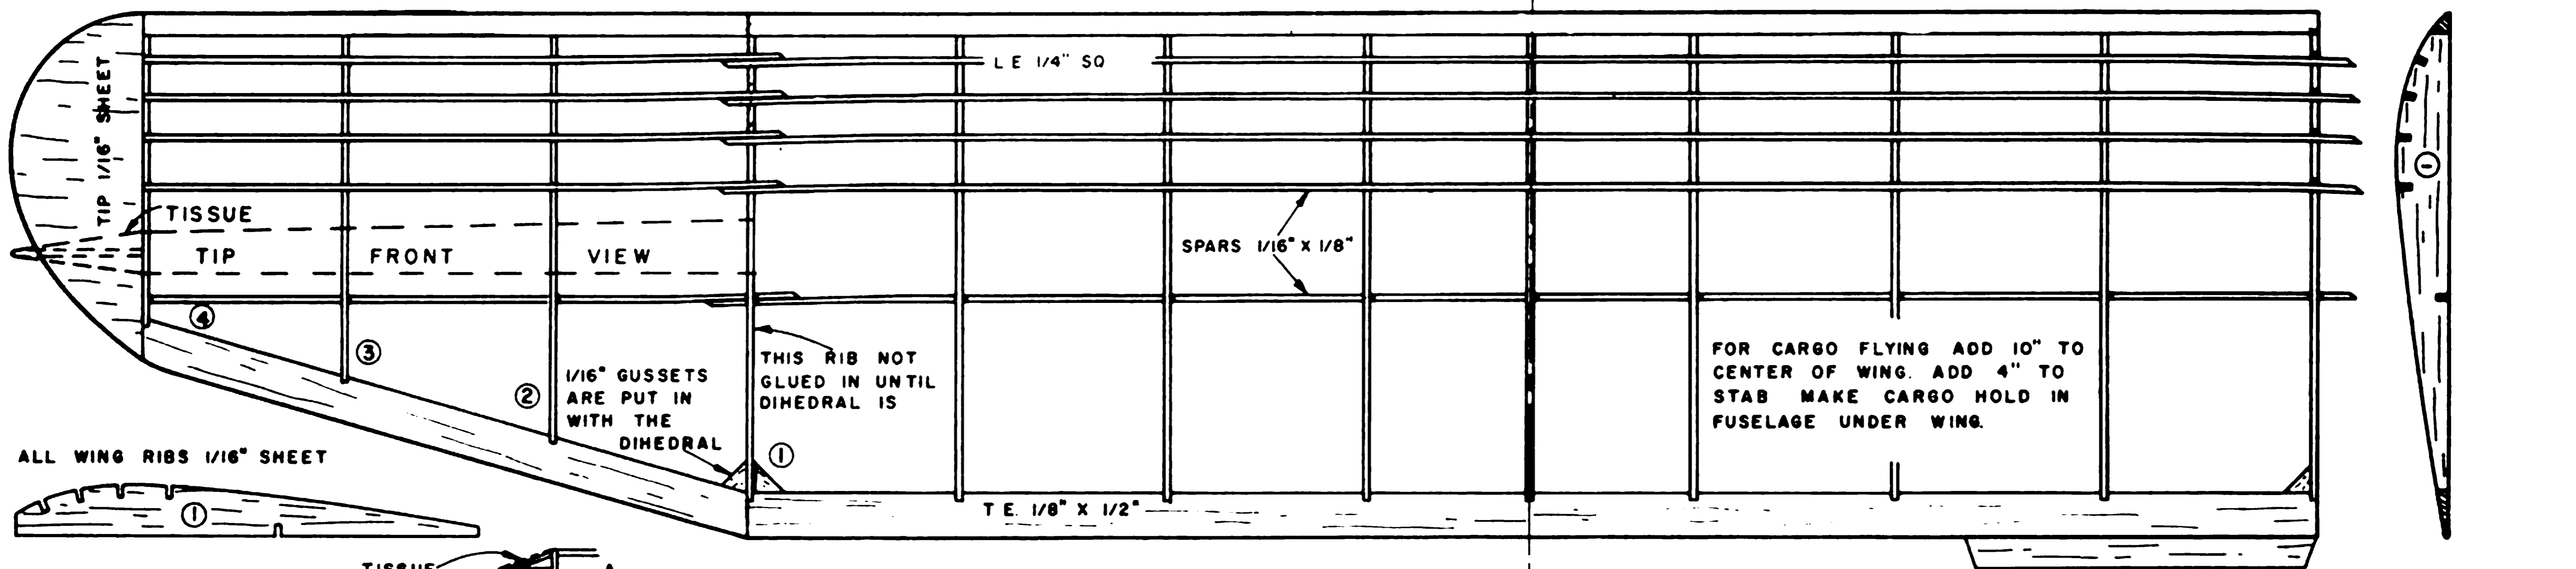 L E 1/4" SQ
TIP 1/16" SHEET
TISSUE
TIP FRONT VIEW
SPARS 1/16" X 1/8"
4
3
2
1
1/16" GUSSETS
ARE PUT IN
WITH THE
DIHEDRAL
THIS RIB NOT
GLUED IN UNTIL
DIHEDRAL IS
FOR CARGO FLYING ADD 10" TO
CENTER OF WING. ADD 4" TO
STAB MAKE CARGO HOLD IN
FUSELAGE UNDER WING.
ALL WING RIBS 1/16" SHEET
1
T E. 1/8" X 1/2"
1
TISSUE